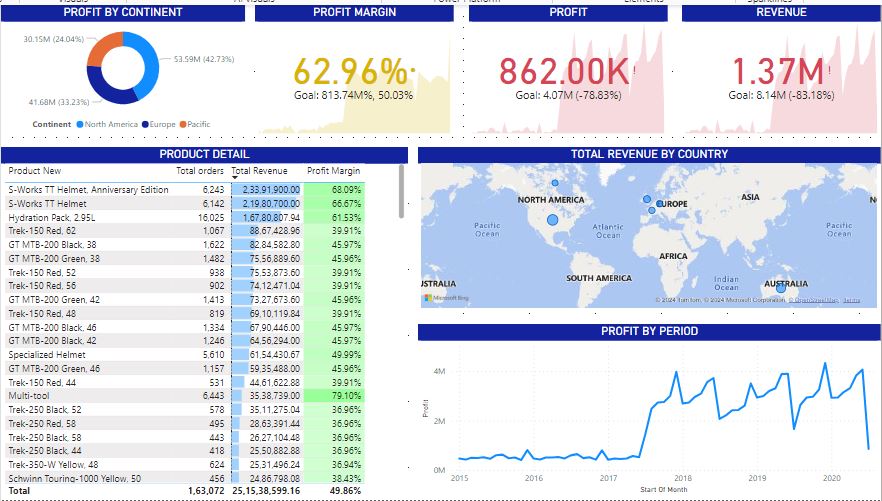 PROFIT BY CONTINENT
30.15M (24.04%)
53.59M (42.73%)
41.68M (33.23%)
Continent North America Europe Pacific
PROFIT MARGIN
62.96%
Goal: 813.74M%, 50.03%
PROFIT
862.00K!
Goal: 4.07M (-78.83%)
REVENUE
1.37M!
Goal: 8.14M (-83.18%)
PRODUCT DETAIL
Product New Total orders Total Revenue Profit Margin
S-Works TT Helmet, Anniversary Edition 6,243 2,33,91,900.00 68.09%
S-Works TT Helmet 6,142 2,19,80,700.00 66.67%
Hydration Pack, 2.95L 16,025 1,67,80,807.94 61.53%
Trek-150 Red, 62 1,067 88,67,428.96 39.91%
GT MTB-200 Black, 38 1,622 82,84,582.80 45.97%
GT MTB-200 Green, 38 1,482 75,56,889.60 45.97%
Trek-150 Red, 52 938 75,53,873.60 39.91%
Trek-150 Red, 56 902 74,12,471.04 39.91%
GT MTB-200 Green, 42 1,413 73,27,673.60 45.96%
Trek-150 Red, 48 819 69,10,119.84 39.91%
GT MTB-200 Black, 46 1,334 67,90,446.00 45.97%
GT MTB-200 Black, 42 1,246 64,56,294.00 45.97%
Specialized Helmet 5,610 61,54,430.67 49.99%
GT MTB-200 Green, 46 1,157 59,35,488.00 45.96%
Trek-150 Red, 44 531 44,61,622.88 39.91%
Multi-tool 6,443 35,38,739.00 79.10%
Trek-250 Black, 52 578 35,11,275.04 36.96%
Trek-250 Red, 58 495 28,63,391.44 36.96%
Trek-250 Black, 58 443 26,27,104.48 36.96%
Trek-250 Black, 44 418 25,50,882.88 36.96%
Trek-350-W Yellow, 48 624 25,31,496.24 36.94%
Schwinn Touring-1000 Yellow, 50 456 24,86,798.08 38.43%
Total 1,63,072 25,15,38,599.16 49.86%
TOTAL REVENUE BY COUNTRY
NORTH AMERICA
EUROPE
ASIA
Pacific
Ocean
Atlantic
Ocean
Pacific
Ocean
AFRICA
SOUTH AMERICA
Indian
Ocean
USTRALIA
AUSTRALIA
Microsoft Bing
© 2024 TomTom, © 2024 Microsoft Corporation, © OpenStreetMap Terms
PROFIT BY PERIOD
4M
2M
0M
Profit
2015 2016 2017 2018 2019 2020
Start Of Month